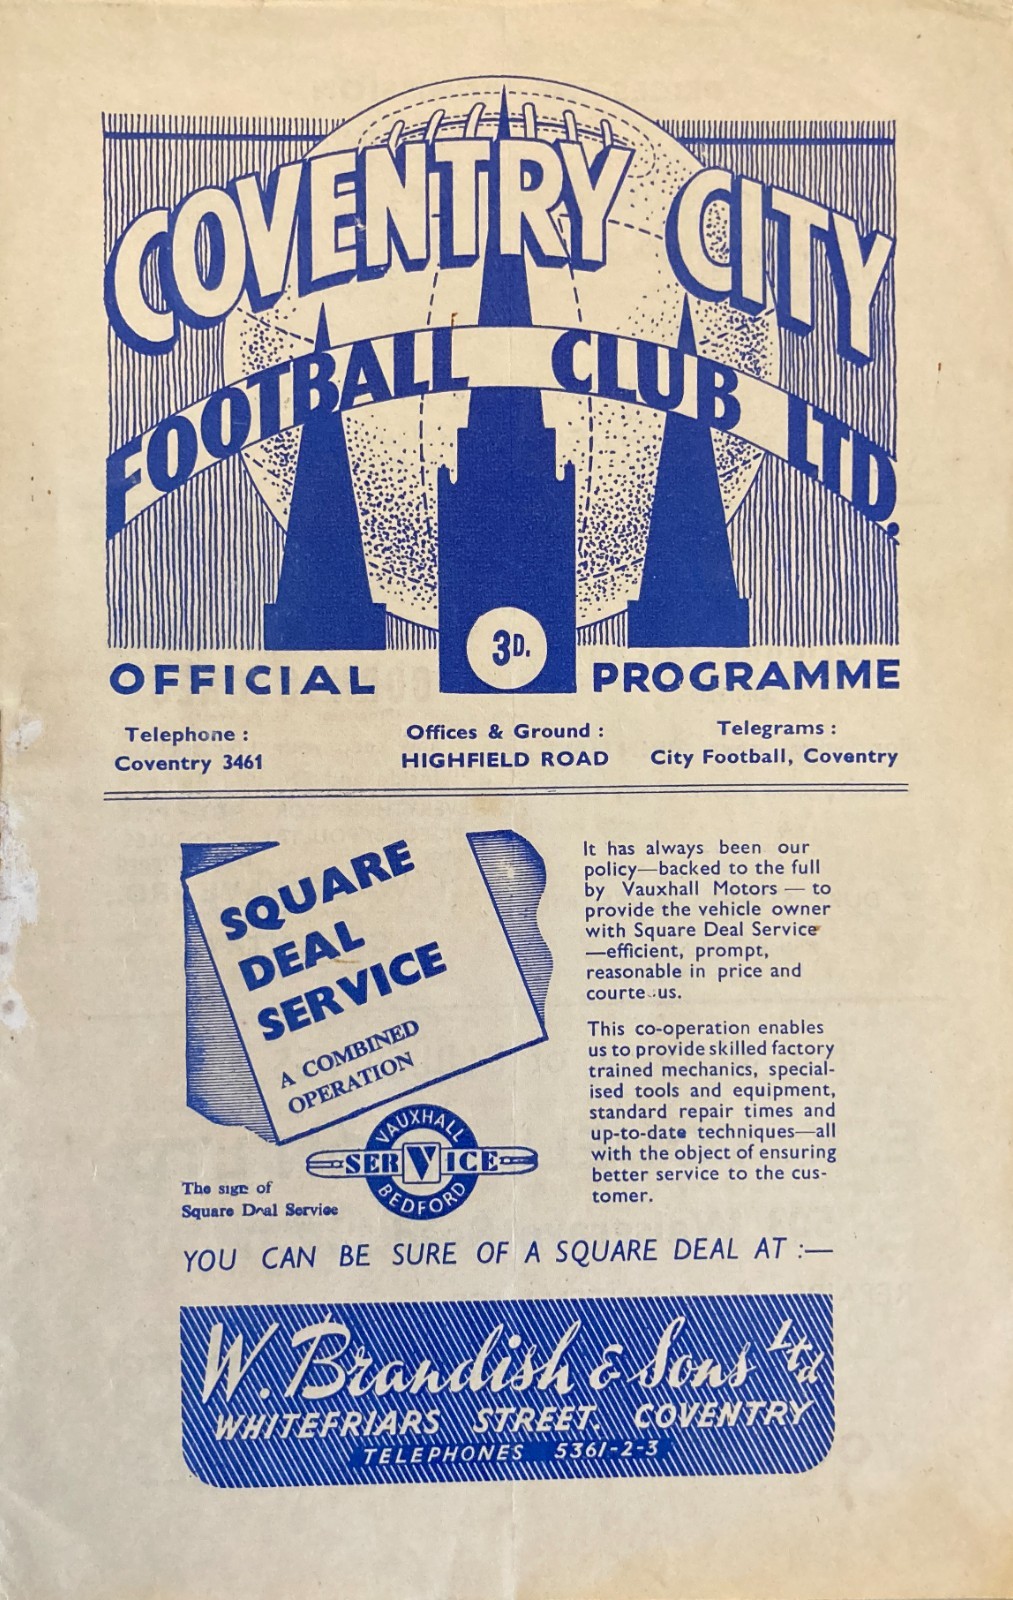 COVENTRY CITY
FOOTBALL CLUB LTD.
3D.
OFFICIAL PROGRAMME
Telephone :
Coventry 3461
Offices & Ground :
HIGHFIELD ROAD
Telegrams :
City Football, Coventry
SQUARE
DEAL
SERVICE
A COMBINED
OPERATION
VAUXHALL
SERVICE
BEDFORD
The sign of
Square Deal Service
It has always been our
policy—backed to the full
by Vauxhall Motors — to
provide the vehicle owner
with Square Deal Service
—efficient, prompt,
reasonable in price and
courteous.
This co-operation enables
us to provide skilled factory
trained mechanics, special-
ised tools and equipment,
standard repair times and
up-to-date techniques—all
with the object of ensuring
better service to the cus-
tomer.
YOU CAN BE SURE OF A SQUARE DEAL AT :—
W. Brandish & Sons Ltd
WHITEFRIARS STREET. COVENTRY
TELEPHONES 5361-2-3